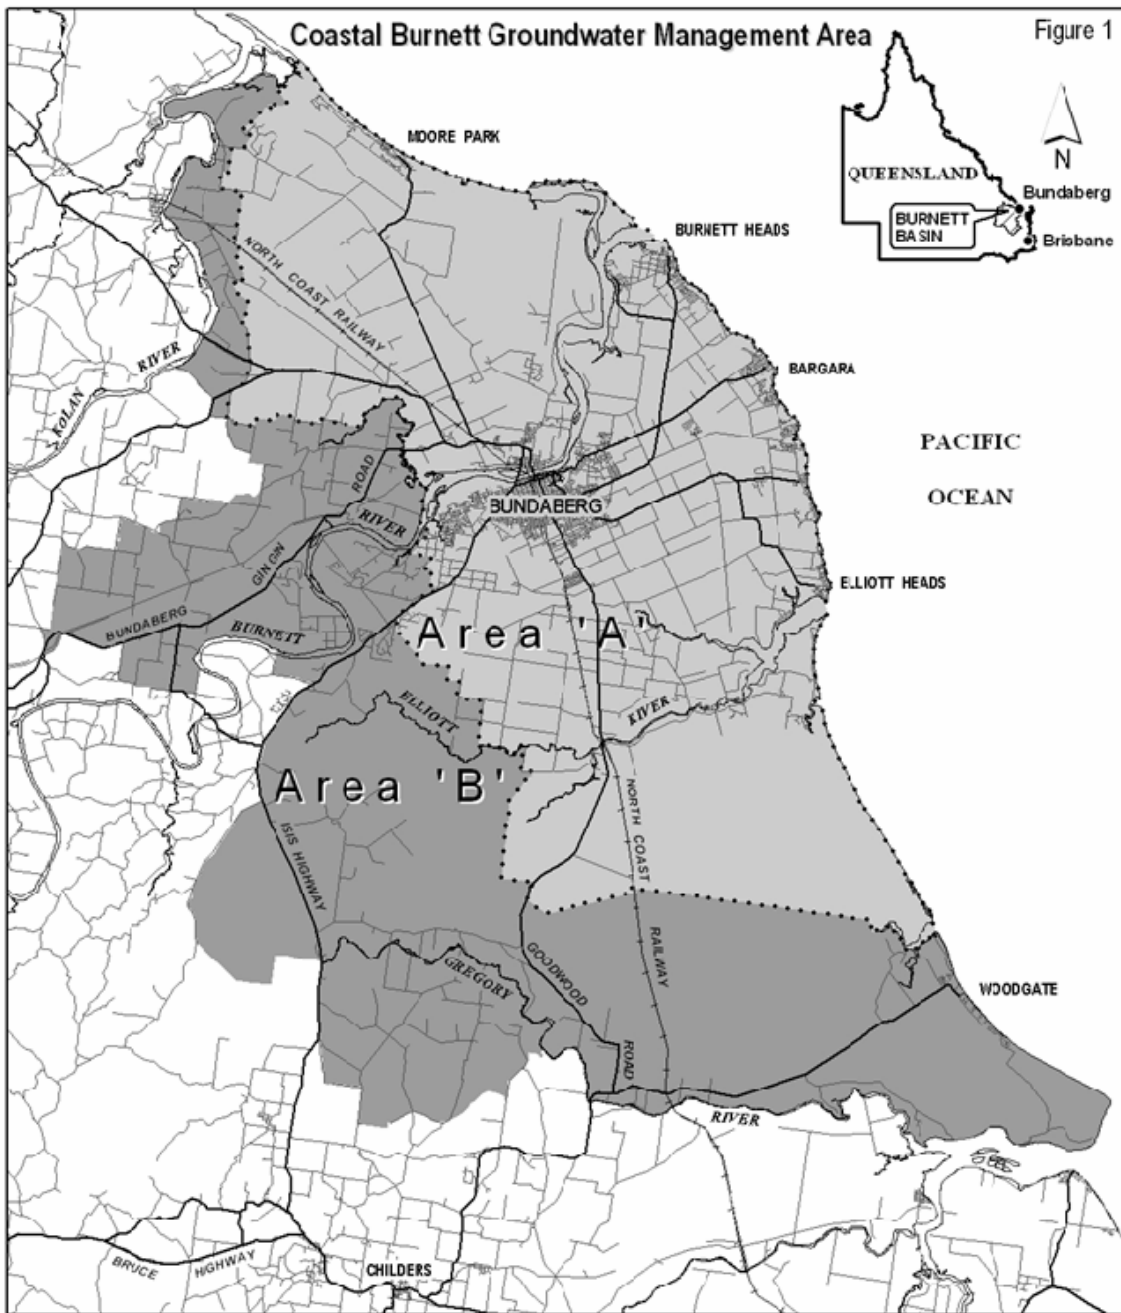 Coastal Burnett Groundwater Management Area
Figure 1
MOORE PARK
N
QUEENSLAND
Bundaberg
BURNETT
BASIN
Brisbane
BURNETT HEADS
NORTH COAST RAILWAY
KOLAN RIVER
BARGARA
PACIFIC
OCEAN
ROAD
RIVER
BUNDABERG
GIN GIN
ELLIOTT HEADS
BUNDABERG
BURNETT
Area 'A'
ELLIOTT
RIVER
Area 'B'
ISIS HIGHWAY
NORTH COAST
RAILWAY
GOODWOOD
GREGORY
WOODGATE
ROAD
RIVER
BRUCE HIGHWAY
CHILDERS